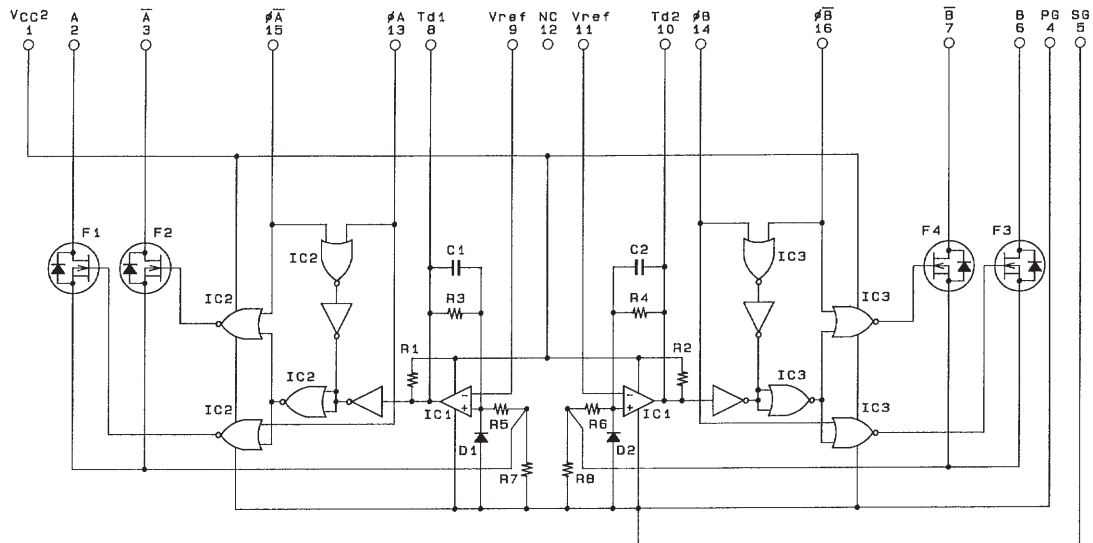 VCC2 A A̅ ϕA̅ ϕA Td1 Vref NC Vref Td2 ϕB ϕB̅ B̅ B PG SG
1 2 3 15 13 8 9 12 11 10 14 16 7 6 4 5
F1 F2 F4 F3
C1 C2
IC2 IC3
IC2 R3 R4 IC3
R1 R2
IC2 IC3
IC2 IC1 - - IC1 IC3
+ R5 R6 +
D1 R7 R8 D2